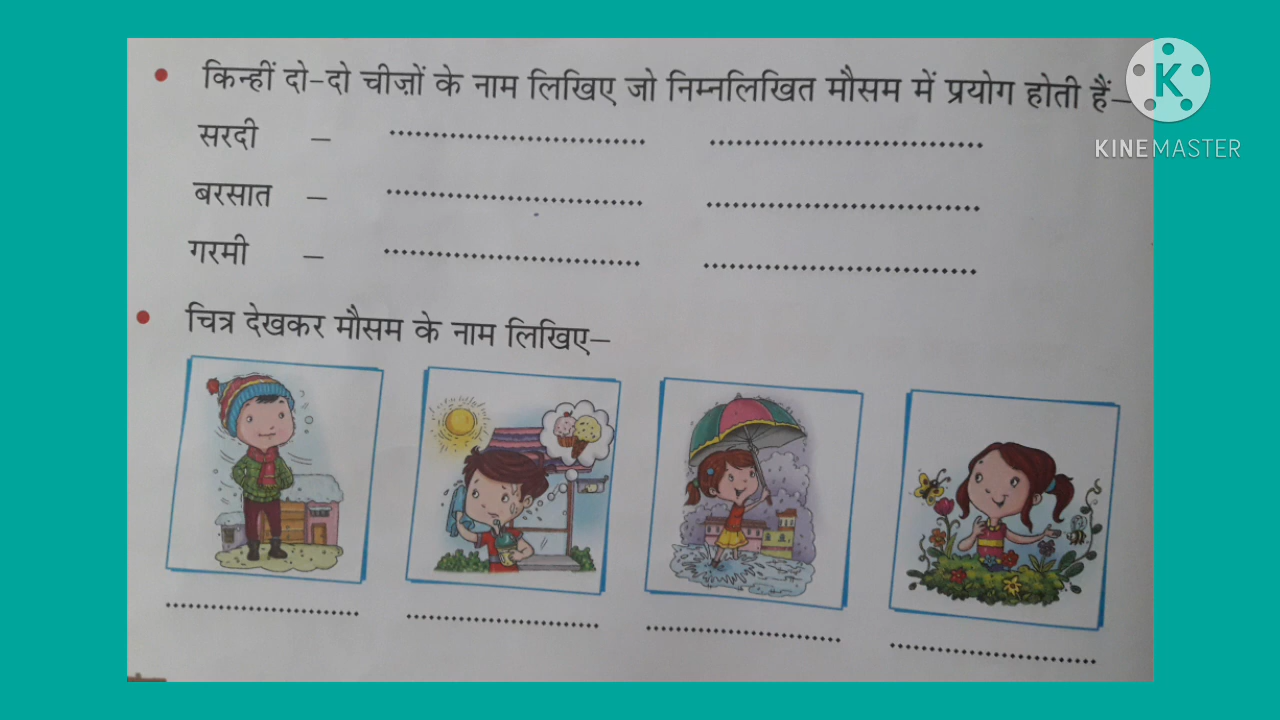 किन्हीं दो-दो चीज़ों के नाम लिखिए जो निम्नलिखित मौसम में प्रयोग होती हैं–
सरदी – ........................ ........................
बरसात – ........................ ........................
गरमी – ........................ ........................
चित्र देखकर मौसम के नाम लिखिए–
........................ ........................ ........................ ........................
K
KINEMASTER